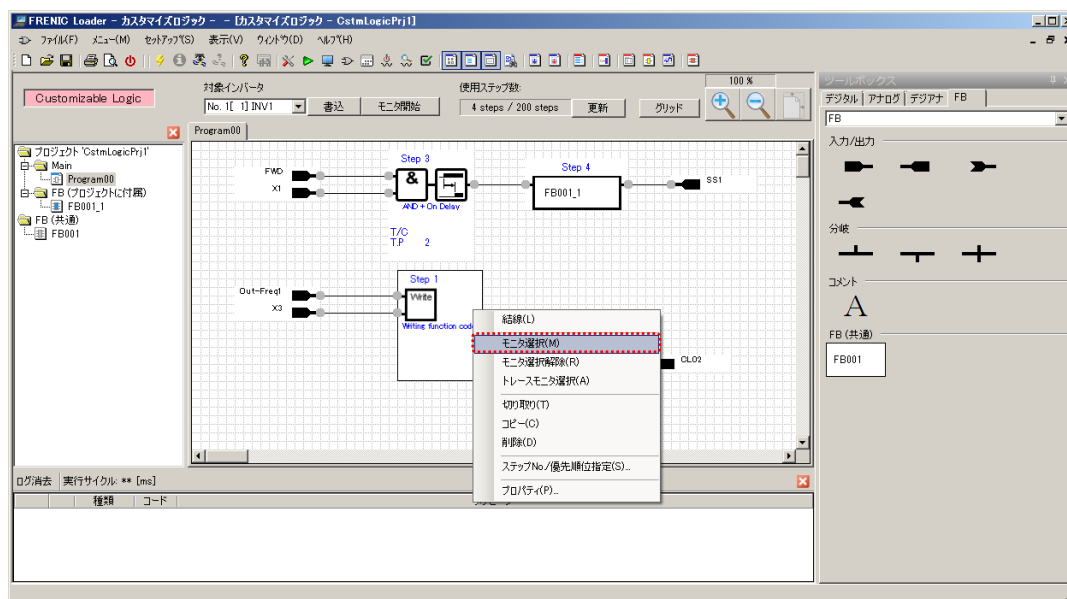 FRENIC Loader - カスタマイズロジック - - [カスタマイズロジック - CstmLogicPrj1]
ファイル(F) メニュー(M) セットアップ(S) 表示(V) ウィンドウ(D) ヘルプ(H)
Customizable Logic
対象インバータ
No. 1[ 1] INV1
書込
モニタ開始
使用ステップ数:
4 steps / 200 steps
更新
グリッド
100 %
プロジェクト 'CstmLogicPrj1'
Main
Program00
FB (プロジェクトに付属)
FB001_1
FB (共通)
FB001
Program00
FWD
X1
Step 3
&
AND + On Delay
T/C
T.P 2
Step 4
FB001_1
SS1
Out-Freq1
X3
Step 1
Write
Writing function cod
CLO2
結線(L)
モニタ選択(M)
モニタ選択解除(R)
トレースモニタ選択(A)
切り取り(T)
コピー(C)
削除(D)
ステップNo./優先順位指定(S)...
プロパティ(P)...
ツールボックス
デジタル アナログ デジアナ FB
FB
入力/出力
分岐
コメント
A
FB (共通)
FB001
ログ消去 実行サイクル: ** [ms]
種類 コード